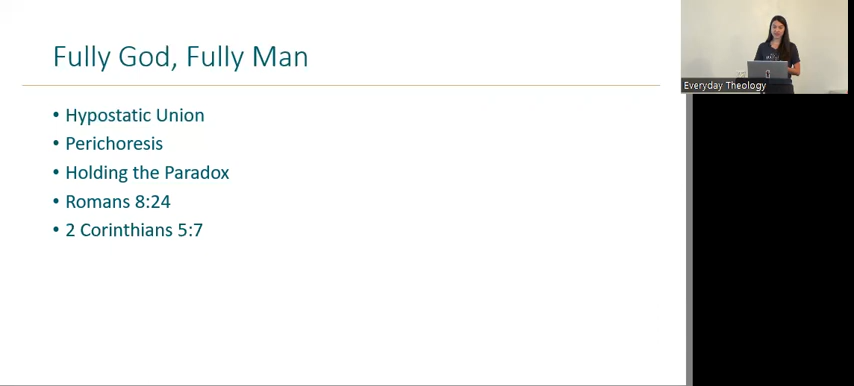 Fully God, Fully Man
• Hypostatic Union
• Perichoresis
• Holding the Paradox
• Romans 8:24
• 2 Corinthians 5:7
Everyday Theology